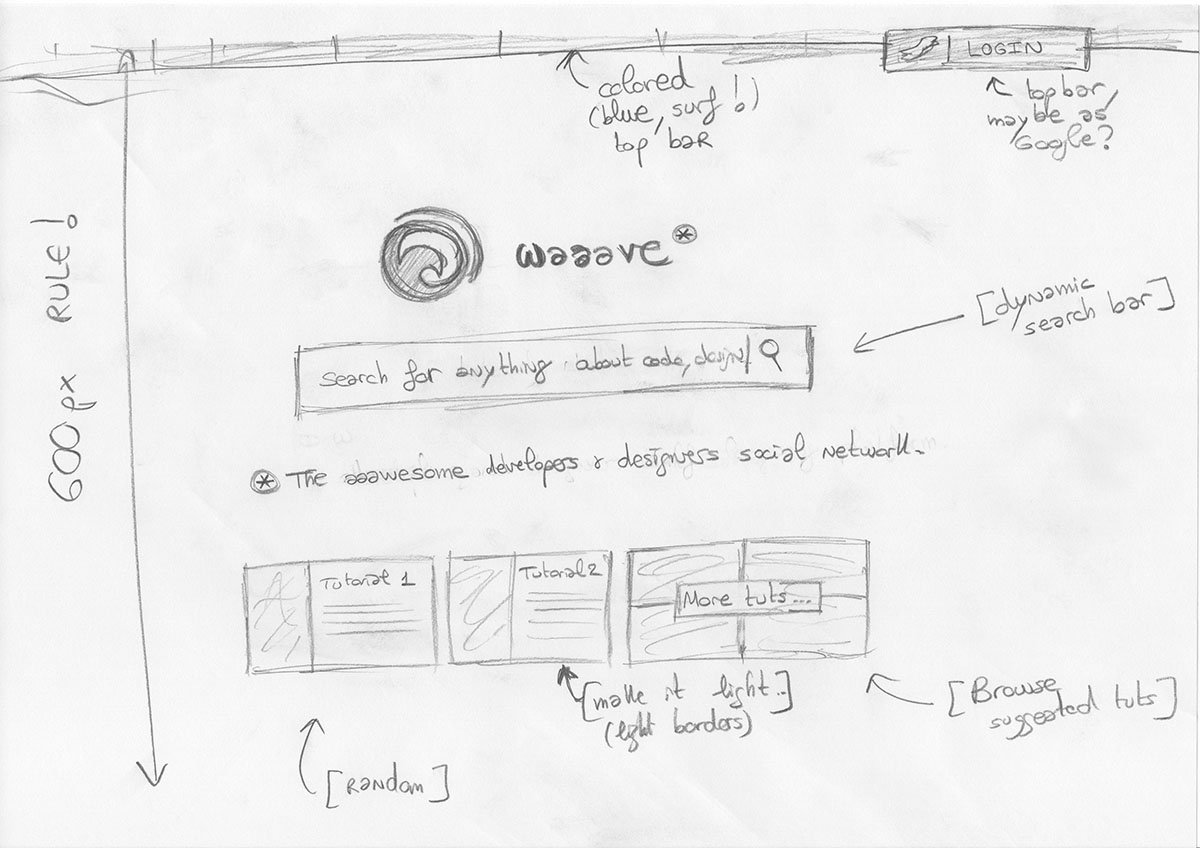 LOGIN
colored
(blue, surf!)
top bar
top bar,
maybe as
Google?
600px RULE!
waaave*
[dynamic
search bar]
Search for anything about code, design
* The aaawesome developers & designers social network.
Tutorial 1
Tutorial 2
More tuts...
[make it light..]
(light borders)
[Browse
suggested tuts]
[Random]